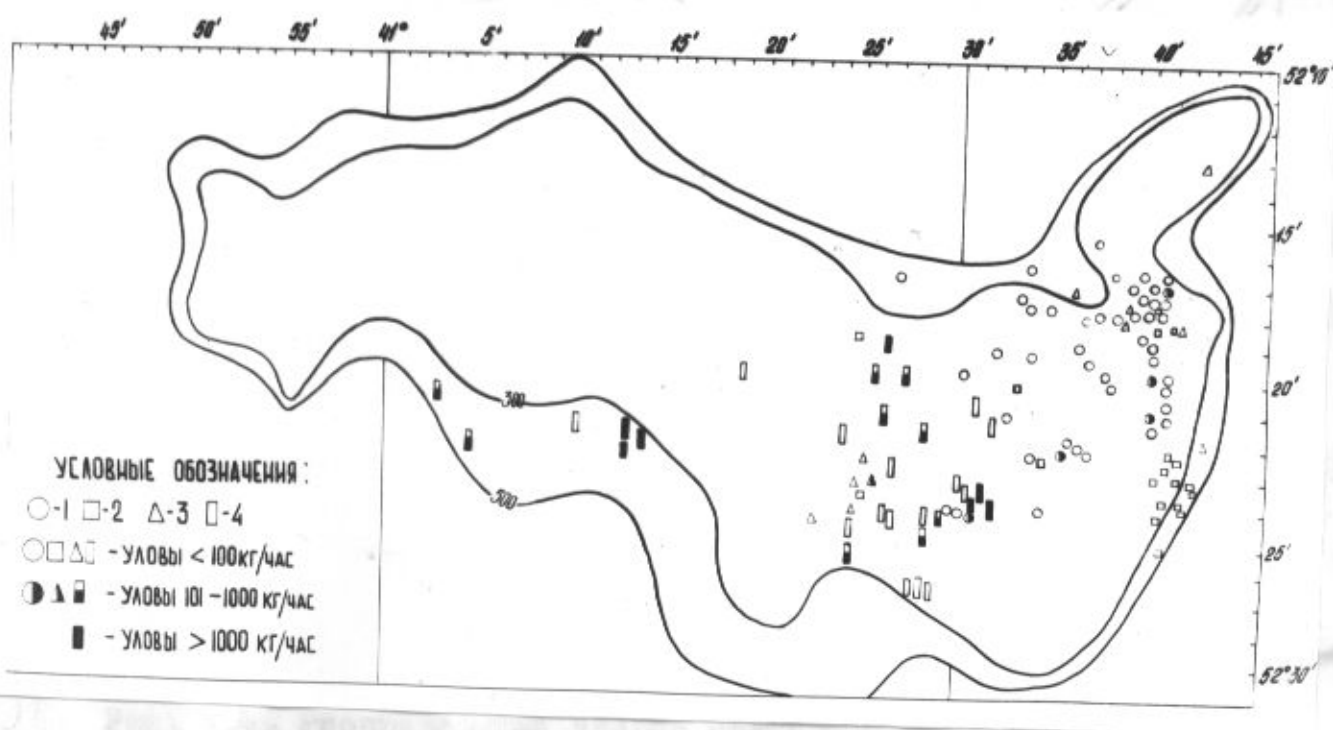 45' 50' 55' 41° 5' 10' 15' 20' 25' 30' 35' 40' 45'
52°10'
15'
20'
25'
52°30'
300
500
УСЛОВНЫЕ ОБОЗНАЧЕНИЯ:
-1 -2 -3 -4
- УЛОВЫ < 100 КГ/ЧАС
- УЛОВЫ 101-1000 КГ/ЧАС
- УЛОВЫ > 1000 КГ/ЧАС